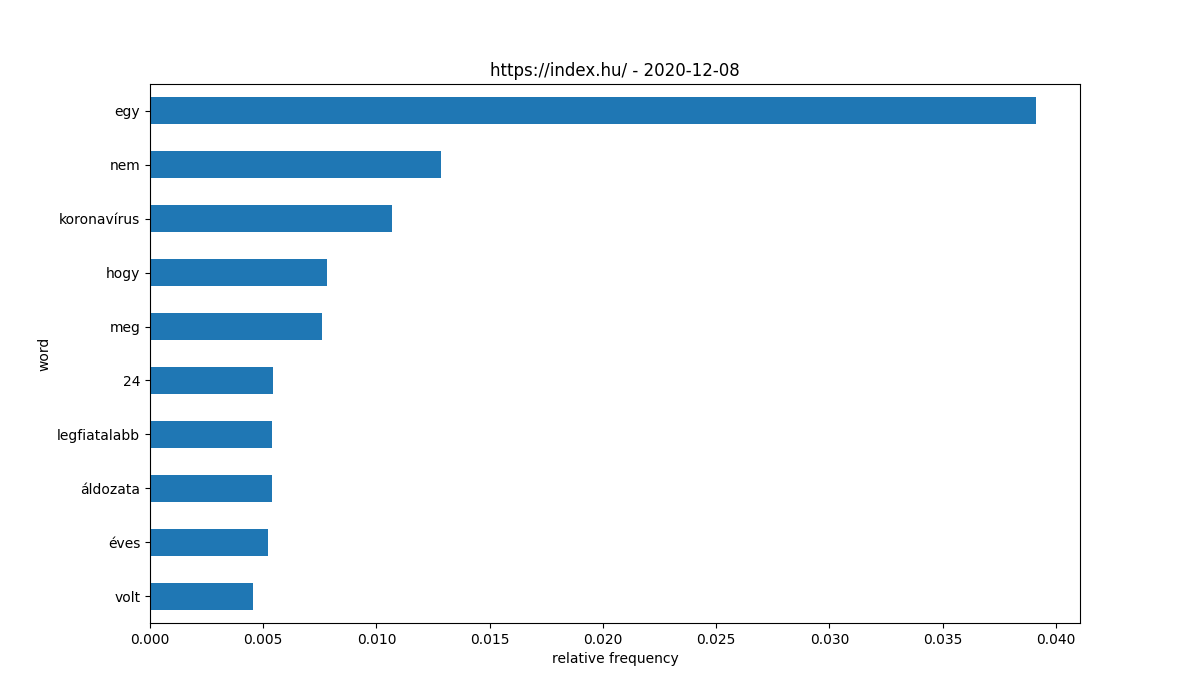 https://index.hu/ - 2020-12-08
egy
nem
koronavírus
hogy
meg
24
legfiatalabb
áldozata
éves
volt
word
0.000 0.005 0.010 0.015 0.020 0.025 0.030 0.035 0.040
relative frequency